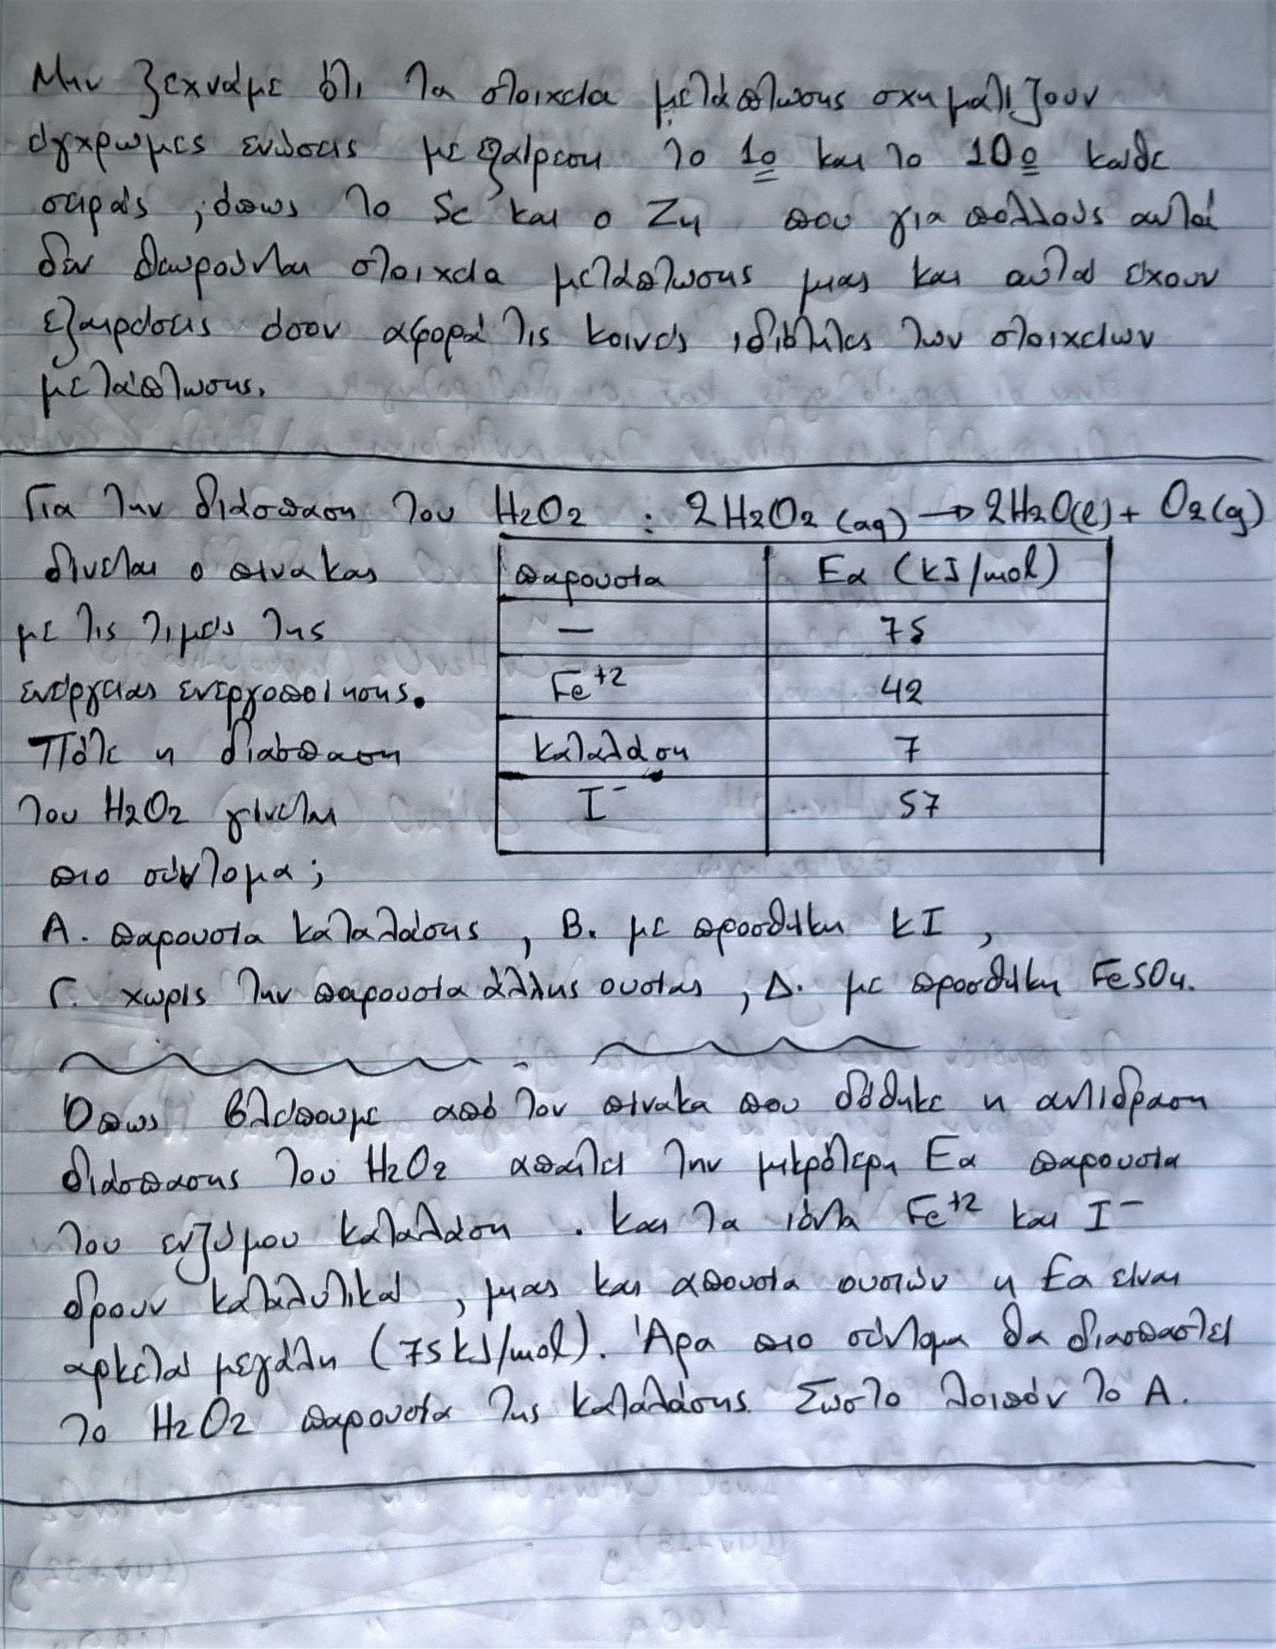 Μην ξεχνάμε ότι τα στοιχεία μετάπτωσης σχηματίζουν
έγχρωμες ενώσεις με εξαίρεση το 1ο και το 10ο κάθε
σειράς, όπως το Sc και ο Zn που για πολλούς αυτά
δεν θεωρούνται στοιχεία μετάπτωσης μιας και αυτά έχουν
εξαιρέσεις όσον αφορά τις κοινές ιδιότητες των στοιχείων
μετάπτωσης.
Για την διάσπαση του H2O2 : 2H2O2 (aq) → 2H2O(l) + O2(g)
δίνεται ο πίνακας
με τις τιμές της
ενέργειας ενεργοποίησης.
Πότε η διάσπαση
του H2O2 γίνεται
πιο σύντομα;
παρουσία Eα (kJ/mol)
— 75
Fe+2 42
καταλάση 7
I- 57
Α. παρουσία καταλάσης, Β. με προσθήκη KI,
Γ. χωρίς την παρουσία άλλης ουσίας, Δ. με προσθήκη FeSO4.
Όπως βλέπουμε από τον πίνακα που δόθηκε η αντίδραση
διάσπασης του H2O2 απαιτεί την μικρότερη Eα παρουσία
του ενζύμου καταλάση. Και τα ιόντα Fe+2 και I-
δρουν καταλυτικά, μιας και απουσία ουσιών η Eα είναι
αρκετά μεγάλη (75kJ/mol). Άρα πιο σύντομα θα διασπαστεί
το H2O2 παρουσία της καταλάσης. Σωστό λοιπόν το Α.